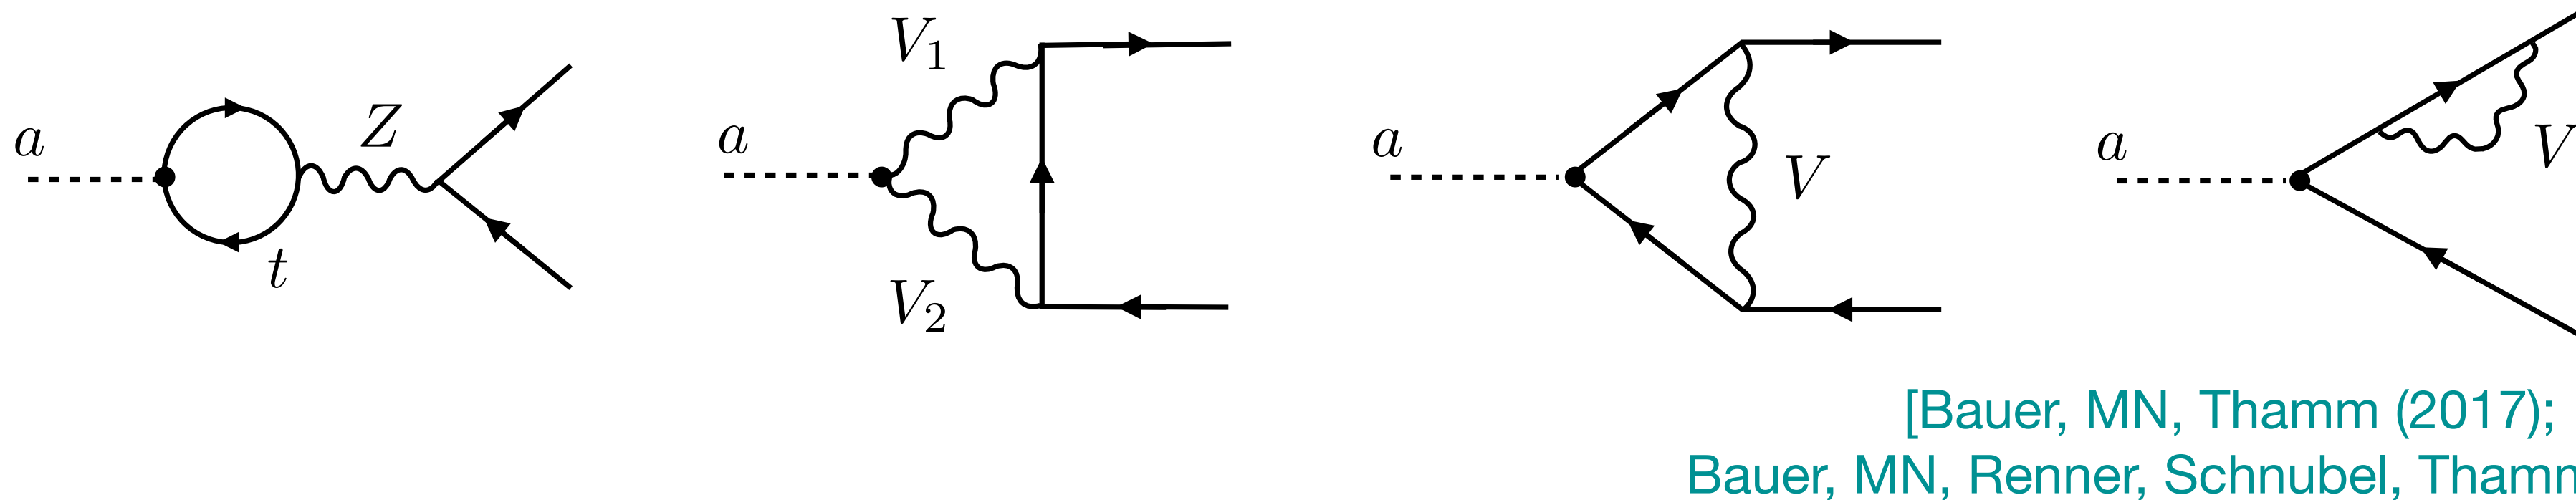 a
Z
t
a
V1
V2
a
V
a
V
[Bauer, MN, Thamm (2017);
Bauer, MN, Renner, Schnubel, Thamm